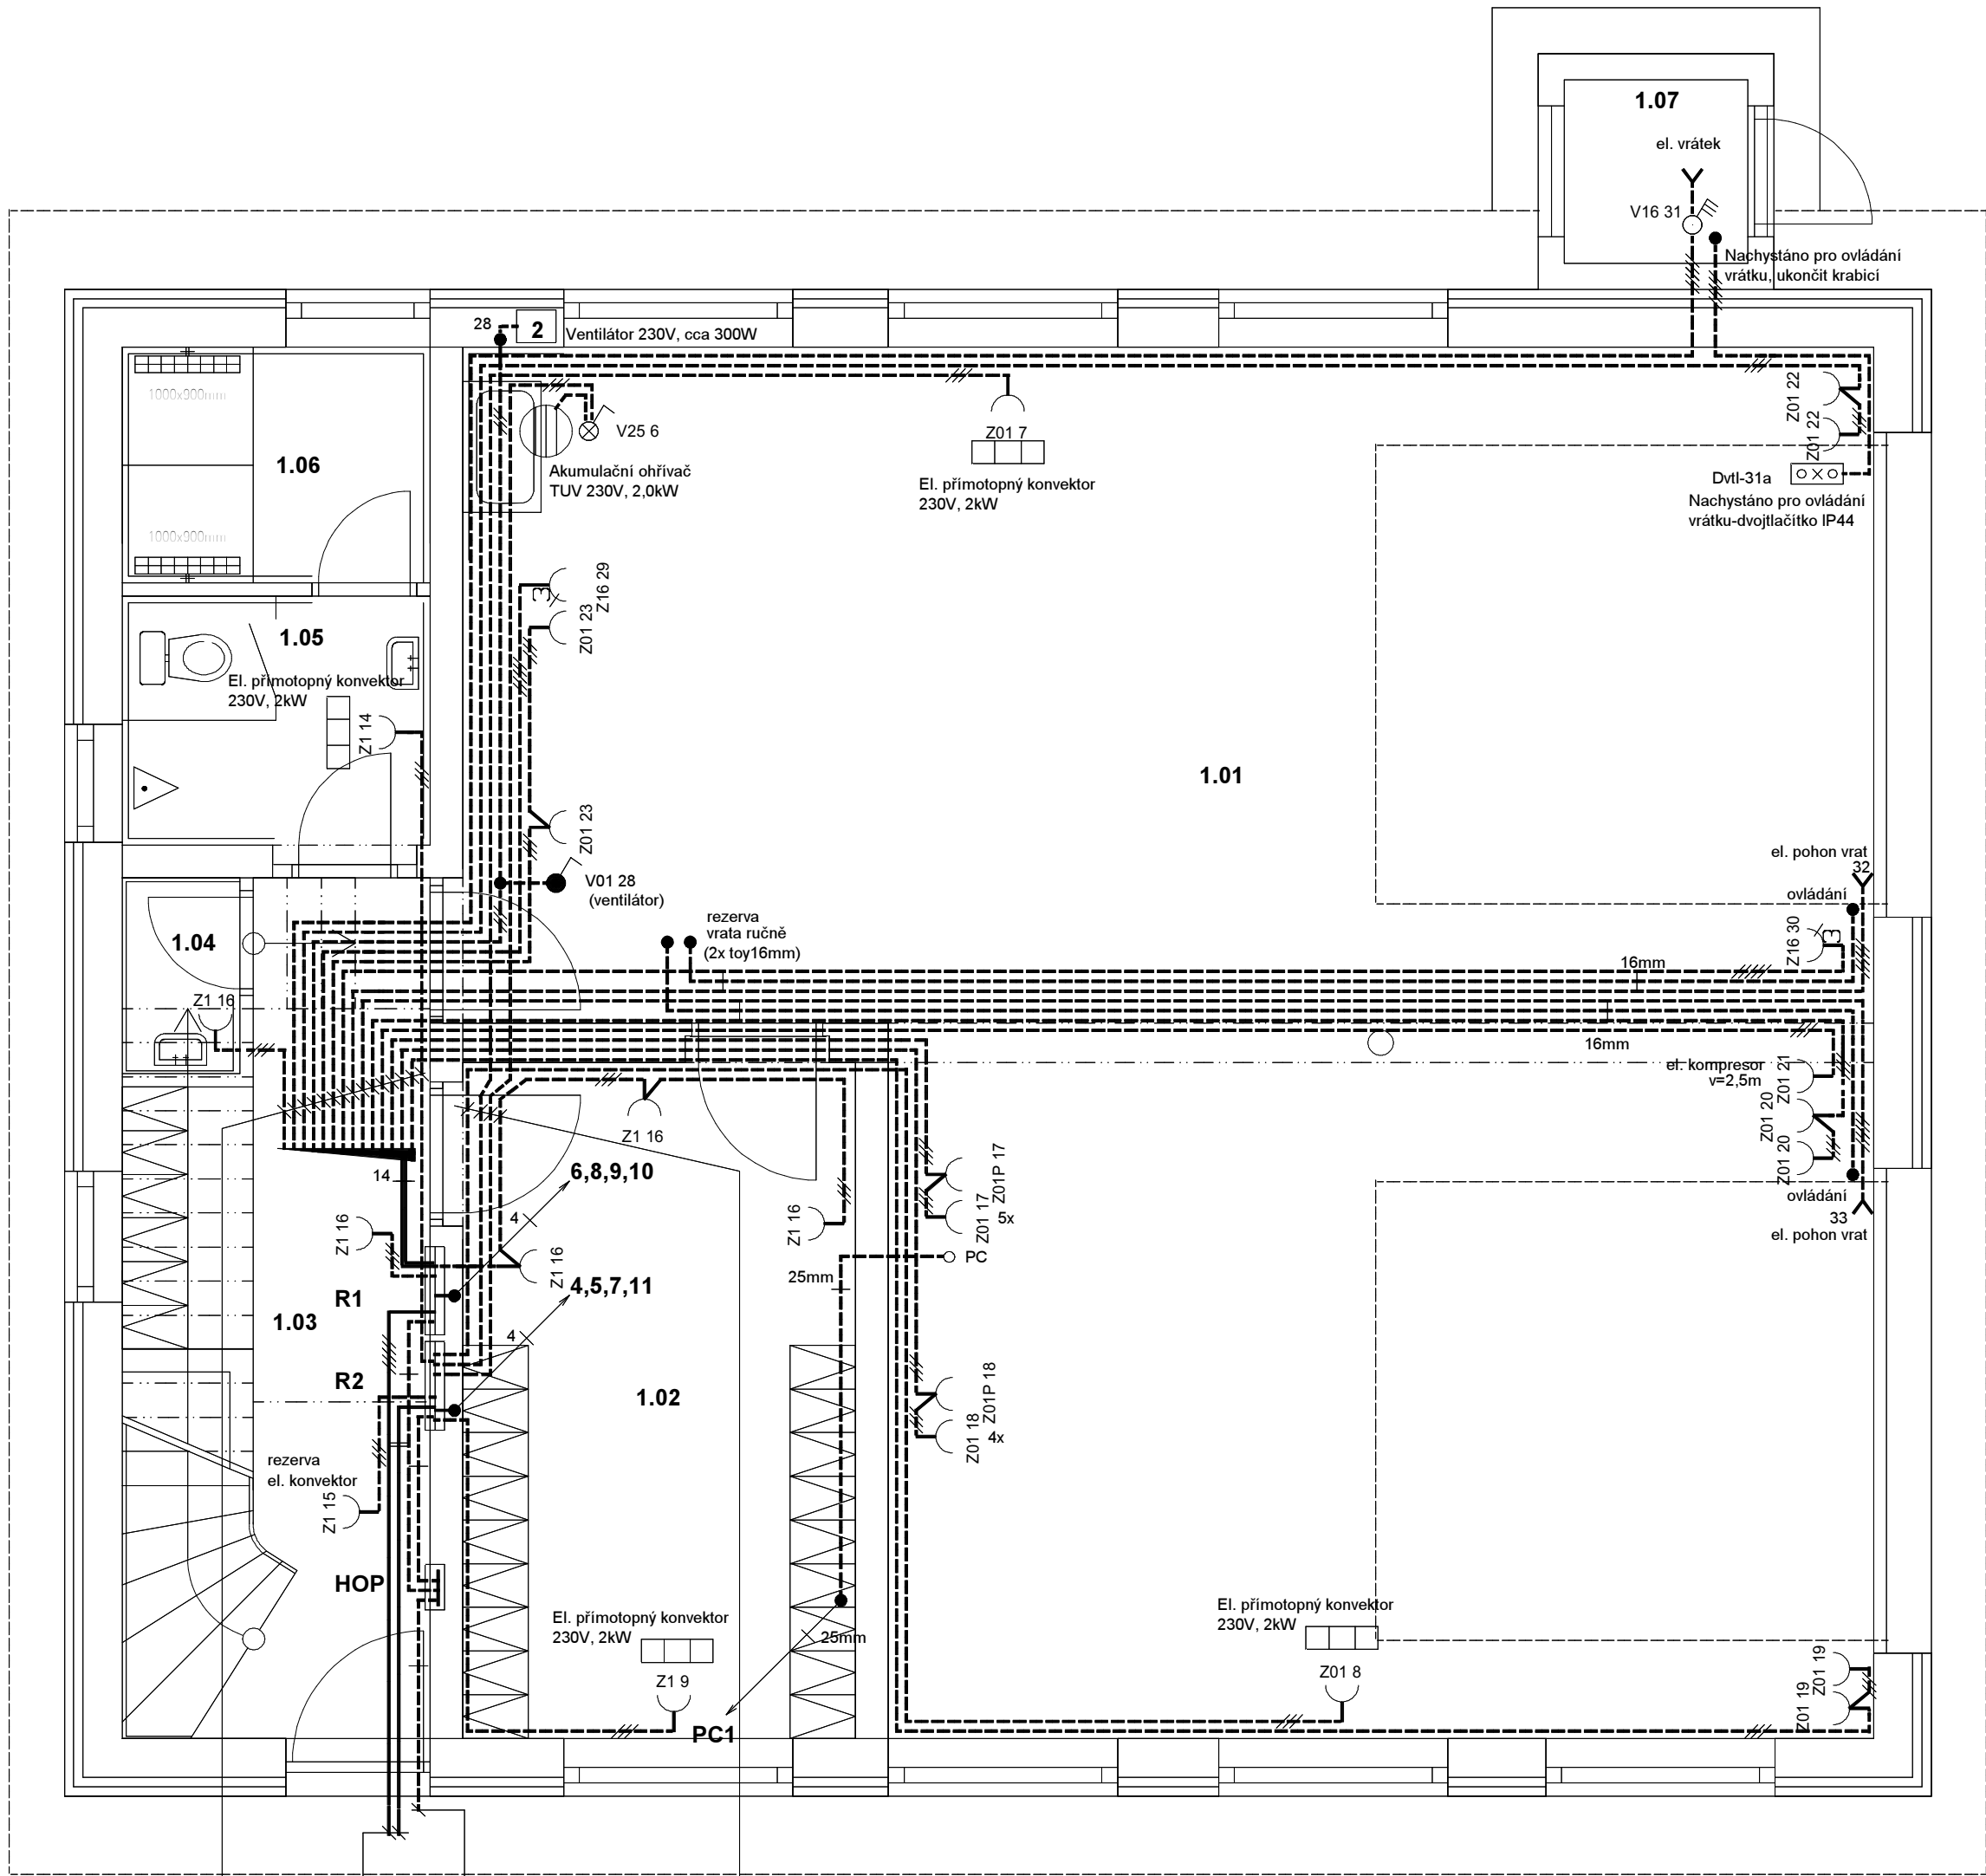 1.07
el. vrátek
V16 31
Nachystáno pro ovládání
vrátku, ukončit krabicí
28
2
Ventilátor 230V, cca 300W
1000x900mm
1.06
V25 6
Akumulační ohřívač
TUV 230V, 2,0kW
Z01 7
El. přímotopný konvektor
230V, 2kW
Z01 22
Z01 22
Dvtl-31a
Nachystáno pro ovládání
vrátku-dvojtlačítko IP44
1000x900mm
Z16 29
Z01 23
1.05
El. přímotopný konvektor
230V, 2kW
Z1 14
1.01
Z01 23
V01 28
(ventilátor)
el. pohon vrat
32
ovládání
rezerva
vrata ručně
(2x toy16mm)
1.04
Z16 30
16mm
Z1 16
16mm
el. kompresor
v=2,5m
Z01 21
Z01 20
Z01 20
Z1 16
14
6,8,9,10
4
Z01P 17
Z01 17
5x
ovládání
33
el. pohon vrat
Z1 16
Z1 16
Z1 16
PC
25mm
R1
4,5,7,11
1.03
4
R2
1.02
Z01P 18
Z01 18
4x
rezerva
el. konvektor
Z1 15
HOP
El. přímotopný konvektor
230V, 2kW
25mm
El. přímotopný konvektor
230V, 2kW
Z1 9
Z01 8
Z01 19
Z01 19
PC1